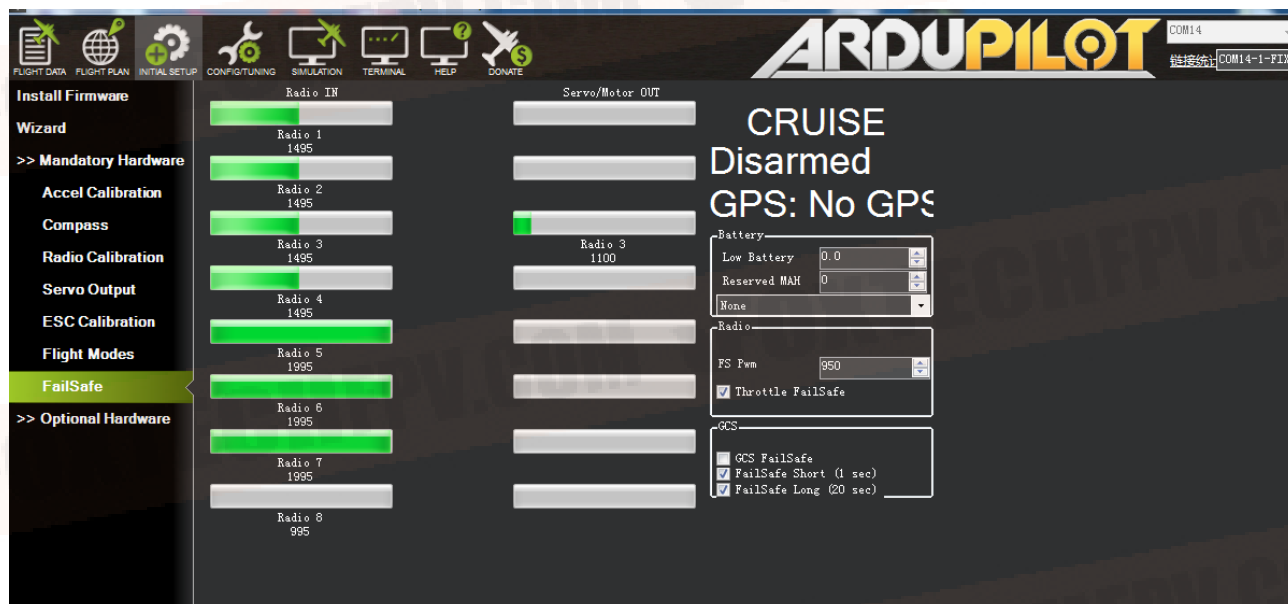 FLIGHT DATA FLIGHT PLAN INITIAL SETUP CONFIG/TUNING SIMULATION TERMINAL HELP DONATE
ARDUPILOT
COM14
链接统计 COM14-1-FIX
Install Firmware
Wizard
>> Mandatory Hardware
Accel Calibration
Compass
Radio Calibration
Servo Output
ESC Calibration
Flight Modes
FailSafe
>> Optional Hardware
Radio IN
Radio 1
1495
Radio 2
1495
Radio 3
1495
Radio 4
1495
Radio 5
1995
Radio 6
1995
Radio 7
1995
Radio 8
995
Servo/Motor OUT
Radio 3
1100
CRUISE
Disarmed
GPS: No GPS
Battery
Low Battery 0.0
Reserved MAH 0
None
Radio
FS Pwm 950
Throttle FailSafe
GCS
GCS FailSafe
FailSafe Short (1 sec)
FailSafe Long (20 sec)